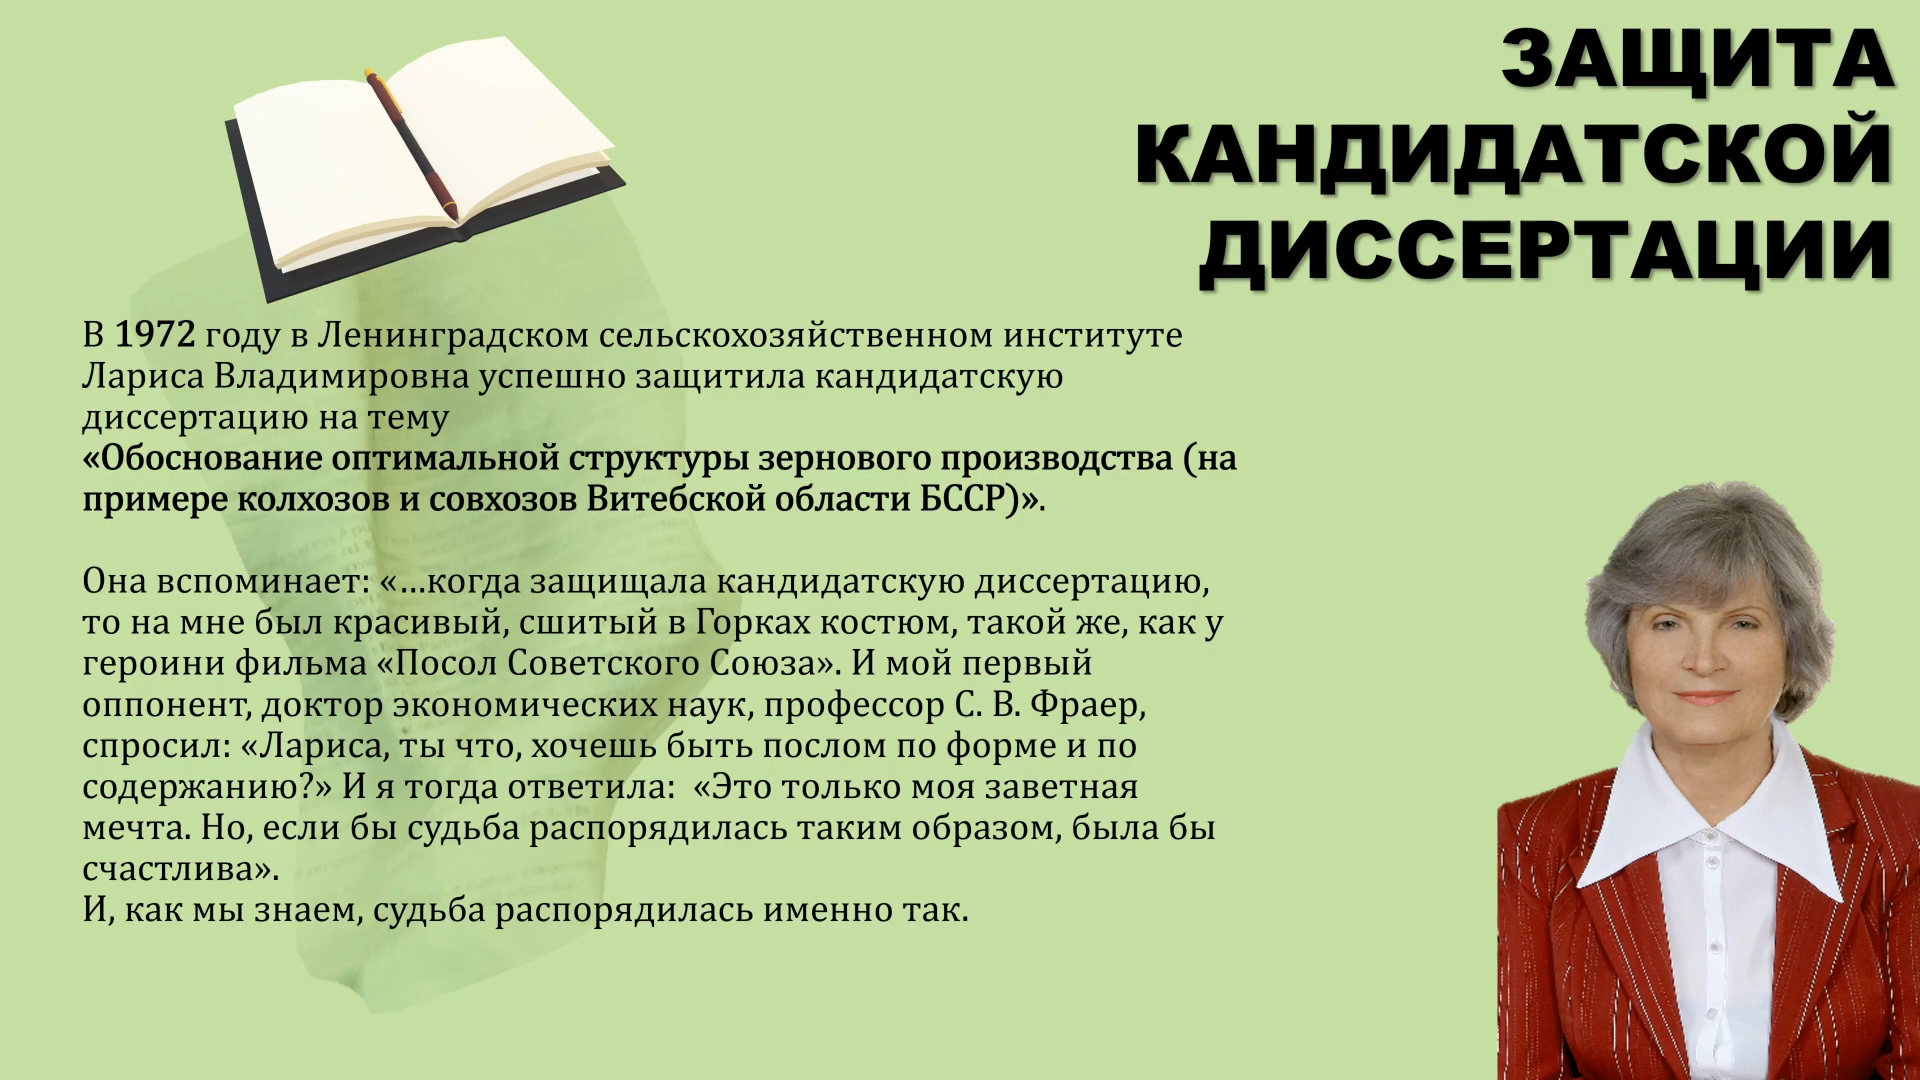 ЗАЩИТА
КАНДИДАТСКОЙ
ДИССЕРТАЦИИ
В 1972 году в Ленинградском сельскохозяйственном институте
Лариса Владимировна успешно защитила кандидатскую
диссертацию на тему
«Обоснование оптимальной структуры зернового производства (на
примере колхозов и совхозов Витебской области БССР)».
Она вспоминает: «…когда защищала кандидатскую диссертацию,
то на мне был красивый, сшитый в Горках костюм, такой же, как у
героини фильма «Посол Советского Союза». И мой первый
оппонент, доктор экономических наук, профессор С. В. Фраер,
спросил: «Лариса, ты что, хочешь быть послом по форме и по
содержанию?» И я тогда ответила:  «Это только моя заветная
мечта. Но, если бы судьба распорядилась таким образом, была бы
счастлива».
И, как мы знаем, судьба распорядилась именно так.